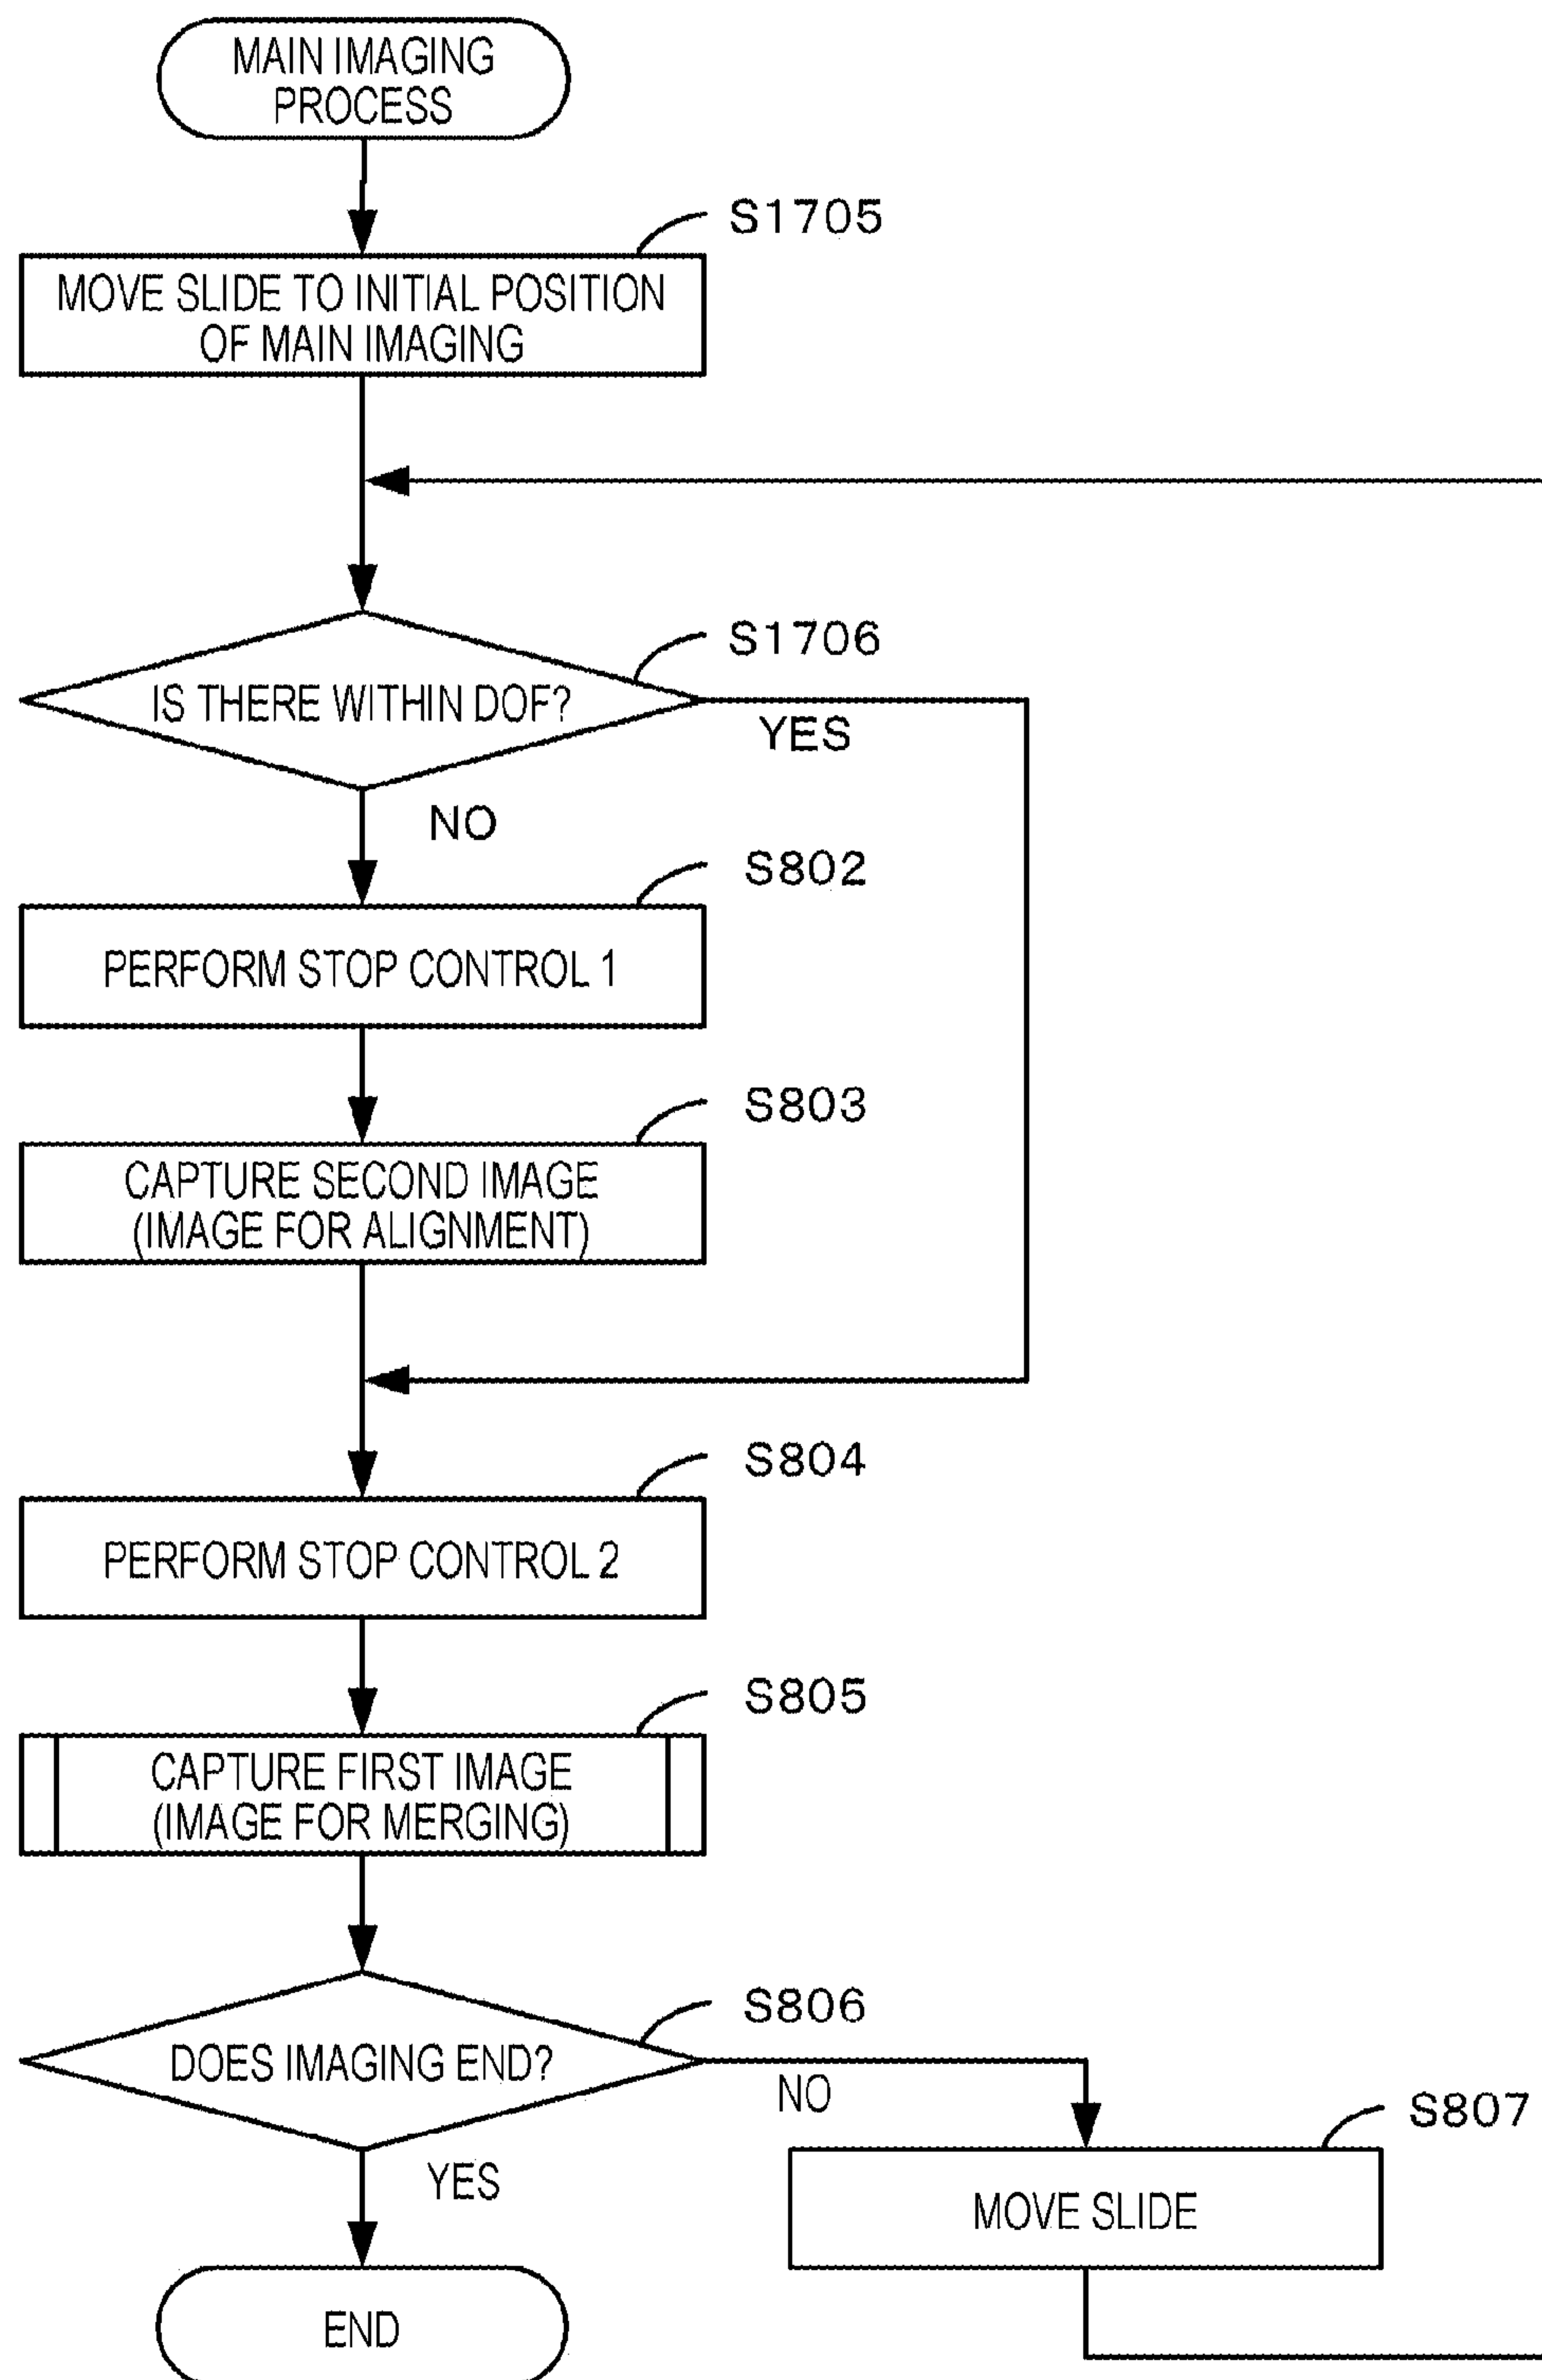 MAIN IMAGING
PROCESS
S1705
MOVE SLIDE TO INITIAL POSITION
OF MAIN IMAGING
S1706
IS THERE WITHIN DOF?
YES
NO
S802
PERFORM STOP CONTROL 1
S803
CAPTURE SECOND IMAGE
(IMAGE FOR ALIGNMENT)
S804
PERFORM STOP CONTROL 2
S805
CAPTURE FIRST IMAGE
(IMAGE FOR MERGING)
S806
DOES IMAGING END?
NO
S807
YES
MOVE SLIDE
END